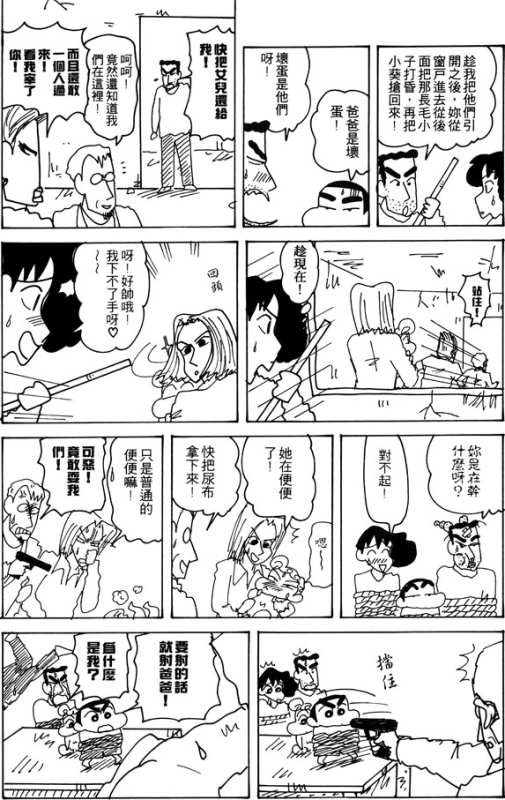 趁我把他們引
開之後，妳從
窗戶進去從後
面把那長毛小
子打昏，再把
小葵搶回來！
爸爸是壞
蛋！
壞蛋是他們
呀！
快把女兒還給
我！
呵呵！
竟然還知道我
們在這裡！
而且還敢
一個人過
來！
看我宰了
你！
站住！
趁現在！
回頭
呀！好帥哦！
我下不了手呀♡
～～
妳是在幹
什麼呀？
對不起！
嗯～
她在便便
了！
快把尿布
拿下來！
只是普通的
便便嘛！
可惡！
竟敢耍我
們！
擋住
要射的話
就射爸爸！
為什麼
是我？